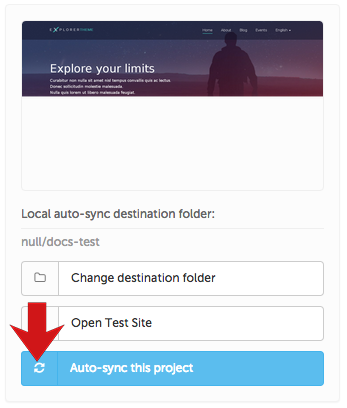 EXPLORERTHEME Home About Blog Events English
Explore your limits
Curabitur non nulla sit amet nisl tempus convallis quis ac lectus
Donec sollicitudin molestie malesuada.
Nulla quis lorem ut libero malesuada feugiat.
Local auto-sync destination folder:
null/docs-test
Change destination folder
Open Test Site
Auto-sync this project